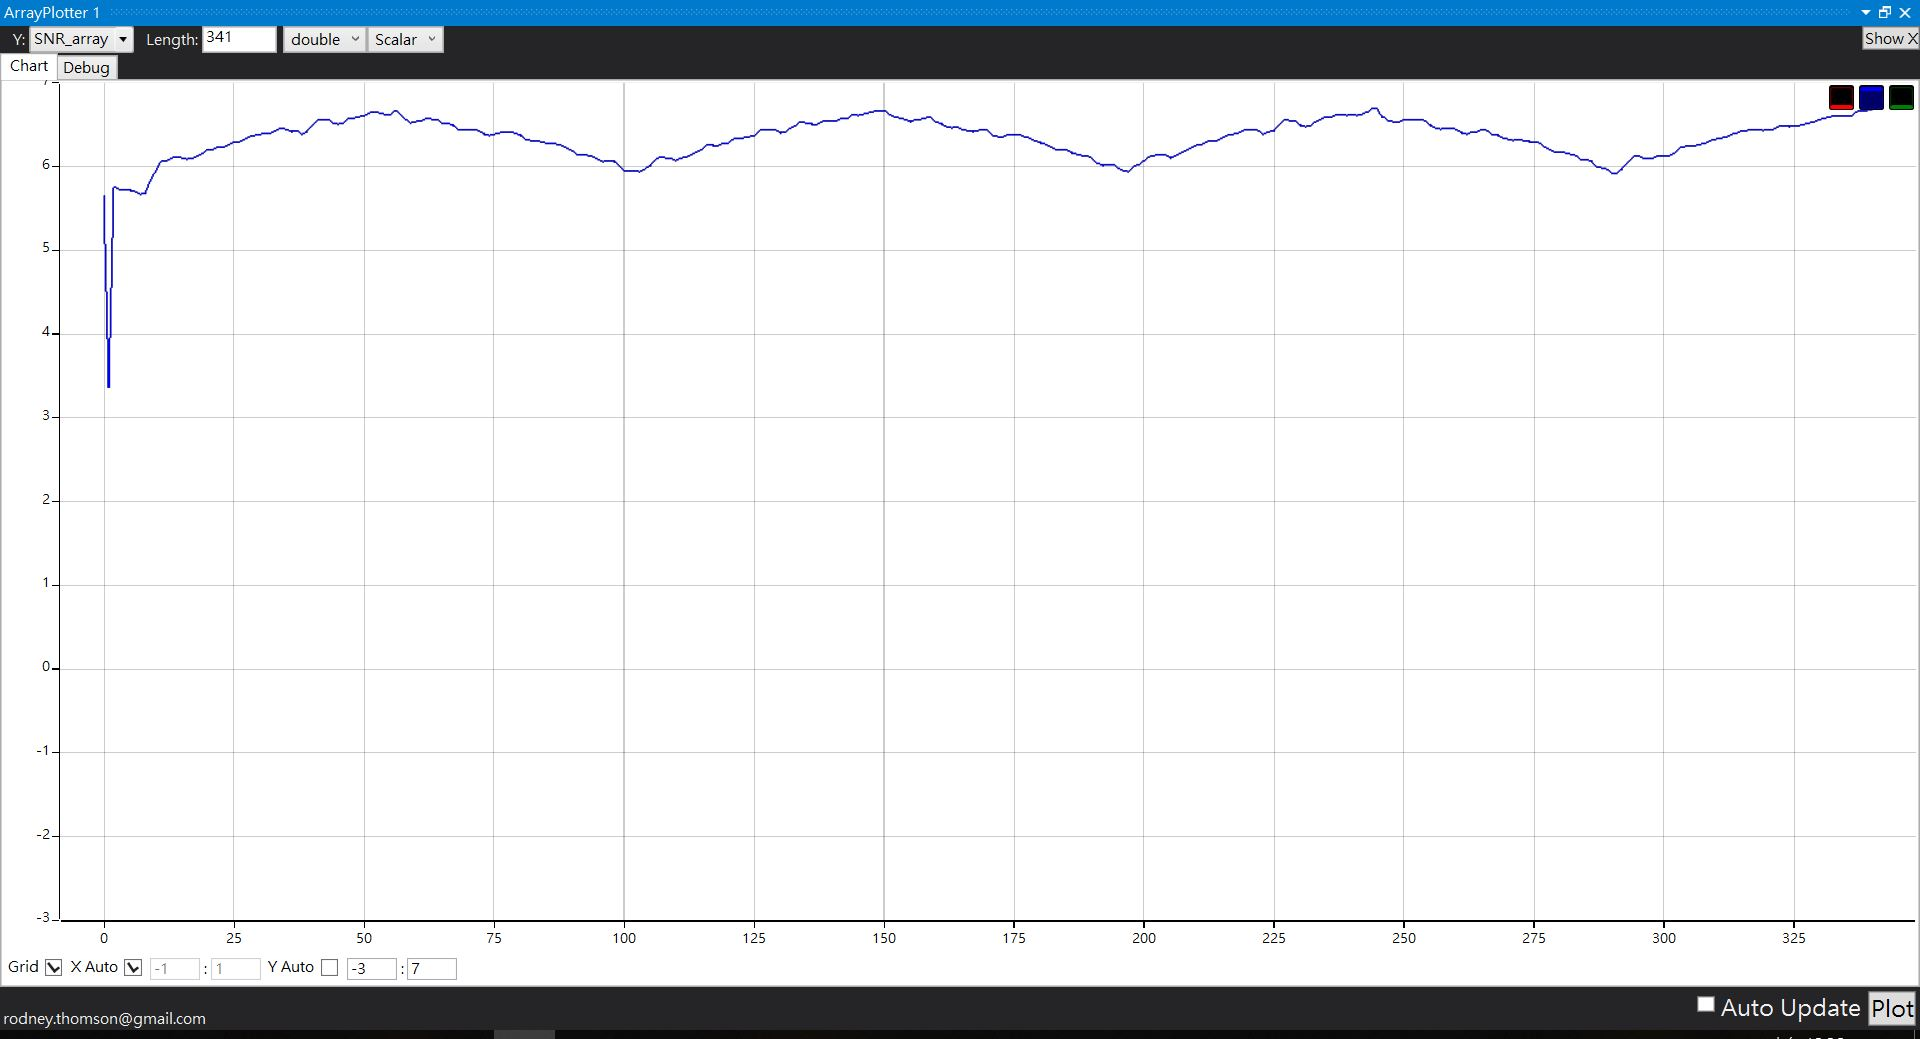 ArrayPlotter 1
Y: SNR_array Length: 341 double Scalar Show X
Chart Debug
7
6
5
4
3
2
1
0
-1
-2
-3
0 25 50 75 100 125 150 175 200 225 250 275 300 325
Grid X Auto -1 : 1 Y Auto -3 : 7
Auto Update Plot
rodney.thomson@gmail.com